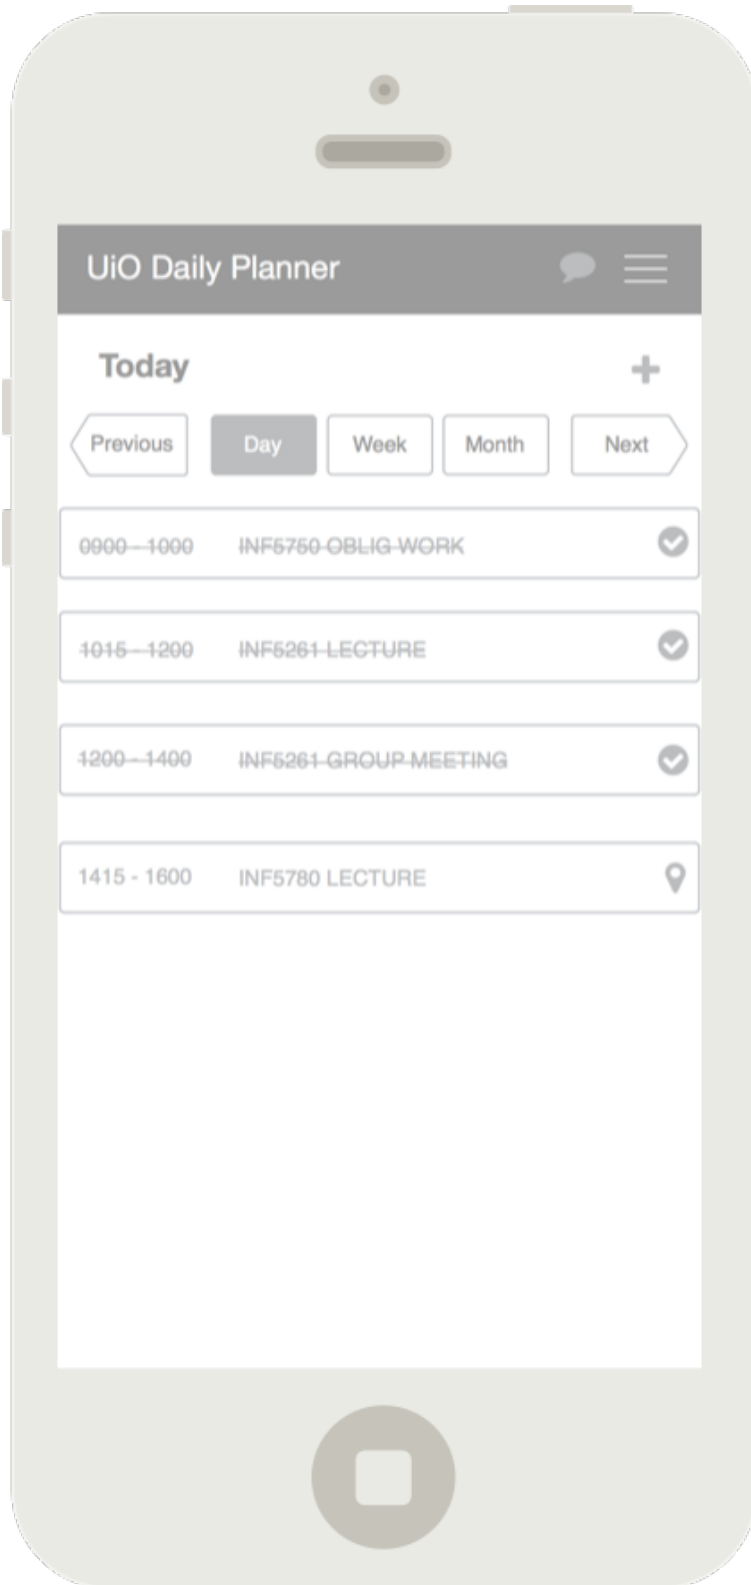 UiO Daily Planner
Today
Previous Day Week Month Next
0900 - 1000 INF5750 OBLIG WORK
1015 - 1200 INF5261 LECTURE
1200 - 1400 INF5261 GROUP MEETING
1415 - 1600 INF5780 LECTURE